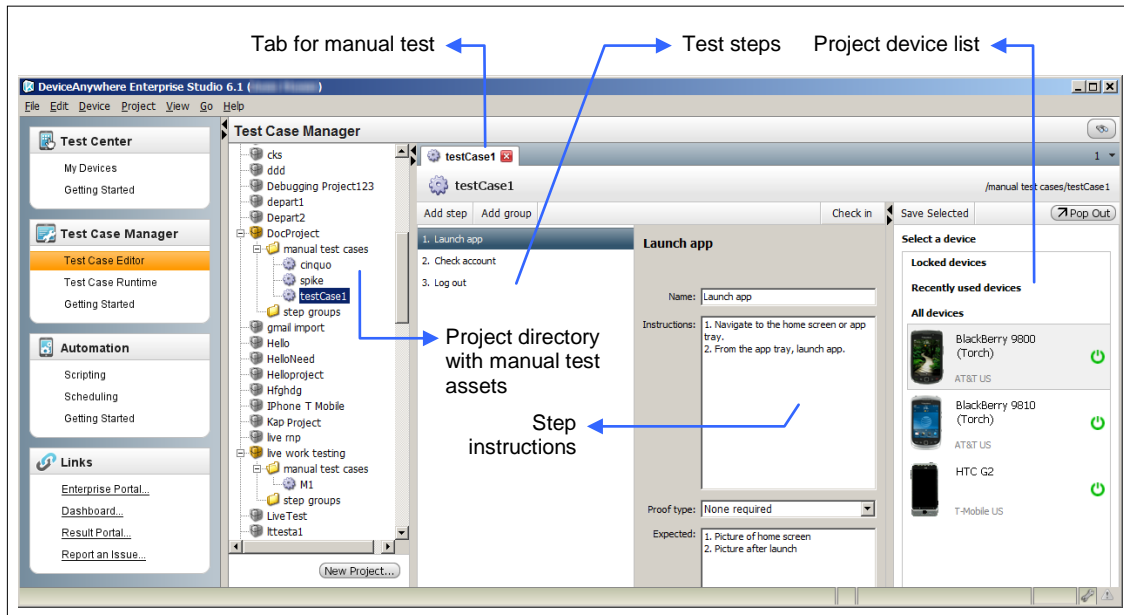 Tab for manual test
Test steps
Project device list
DeviceAnywhere Enterprise Studio 6.1 ( )
File Edit Device Project View Go Help
Test Center
My Devices
Getting Started
Test Case Manager
Test Case Editor
Test Case Runtime
Getting Started
Automation
Scripting
Scheduling
Getting Started
Links
Enterprise Portal...
Dashboard...
Result Portal...
Report an Issue...
Test Case Manager
cks
ddd
Debugging Project123
depart1
Depart2
DocProject
manual test cases
cinquo
spike
testCase1
step groups
gmail import
Hello
HelloNeed
Helloproject
Hfghdg
IPhone T Mobile
Kap Project
live rnp
live work testing
manual test cases
M1
step groups
LiveTest
lttesta1
New Project...
testCase1
1
testCase1
/manual test cases/testCase1
Add step Add group
Check in
Save Selected
Pop Out
1. Launch app
2. Check account
3. Log out
Project directory
with manual test
assets
Step
instructions
Launch app
Name: Launch app
Instructions: 1. Navigate to the home screen or app
tray.
2. From the app tray, launch app.
Proof type: None required
Expected: 1. Picture of home screen
2. Picture after launch
Select a device
Locked devices
Recently used devices
All devices
BlackBerry 9800
(Torch)
AT&T US
BlackBerry 9810
(Torch)
AT&T US
HTC G2
T-Mobile US